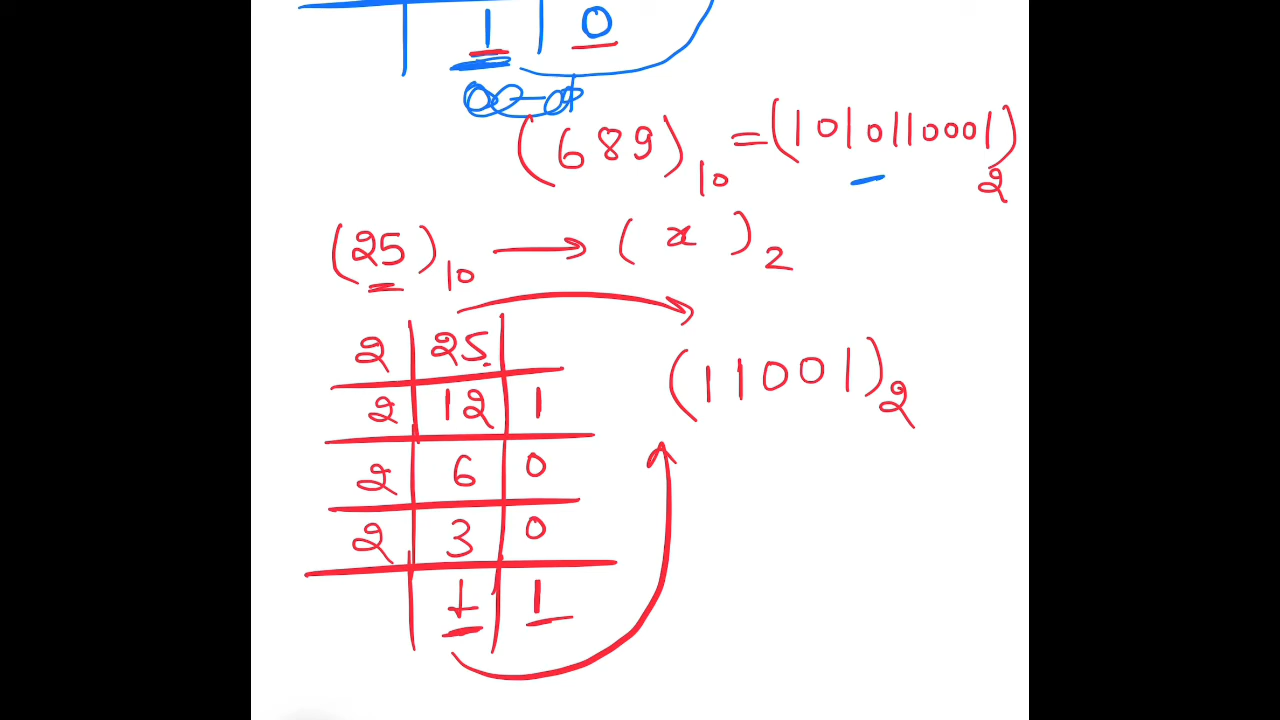 1 0
(689)10 = (1010110001)2
(25)10 → (x)2
2 25
2 12 1
(11001)2
2 6 0
2 3 0
1 1